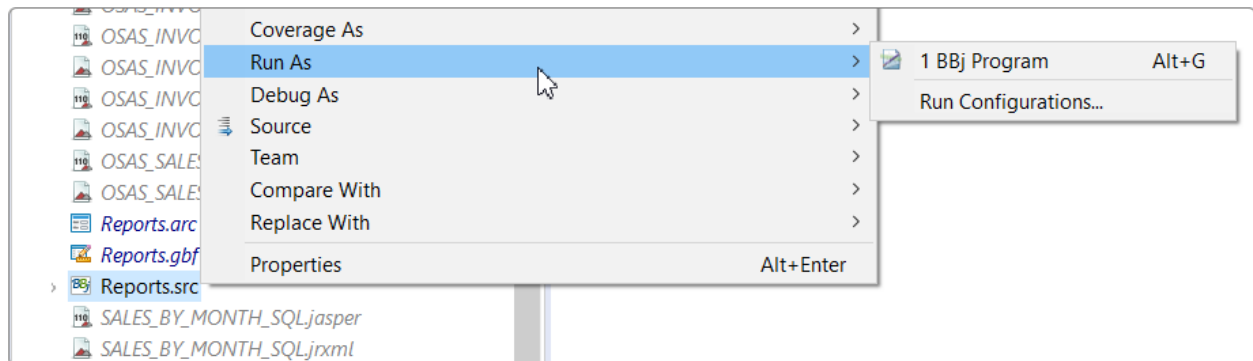 OSAS_INVO
OSAS_INVO
OSAS_INVO
OSAS_INVO
OSAS_SALES
OSAS_SALES
Reports.arc
Reports.gbf
Reports.src
SALES_BY_MONTH_SQL.jasper
SALES_BY_MONTH_SQL.jrxml
Coverage As
Run As
Debug As
Source
Team
Compare With
Replace With
Properties Alt+Enter
1 BBj Program Alt+G
Run Configurations...